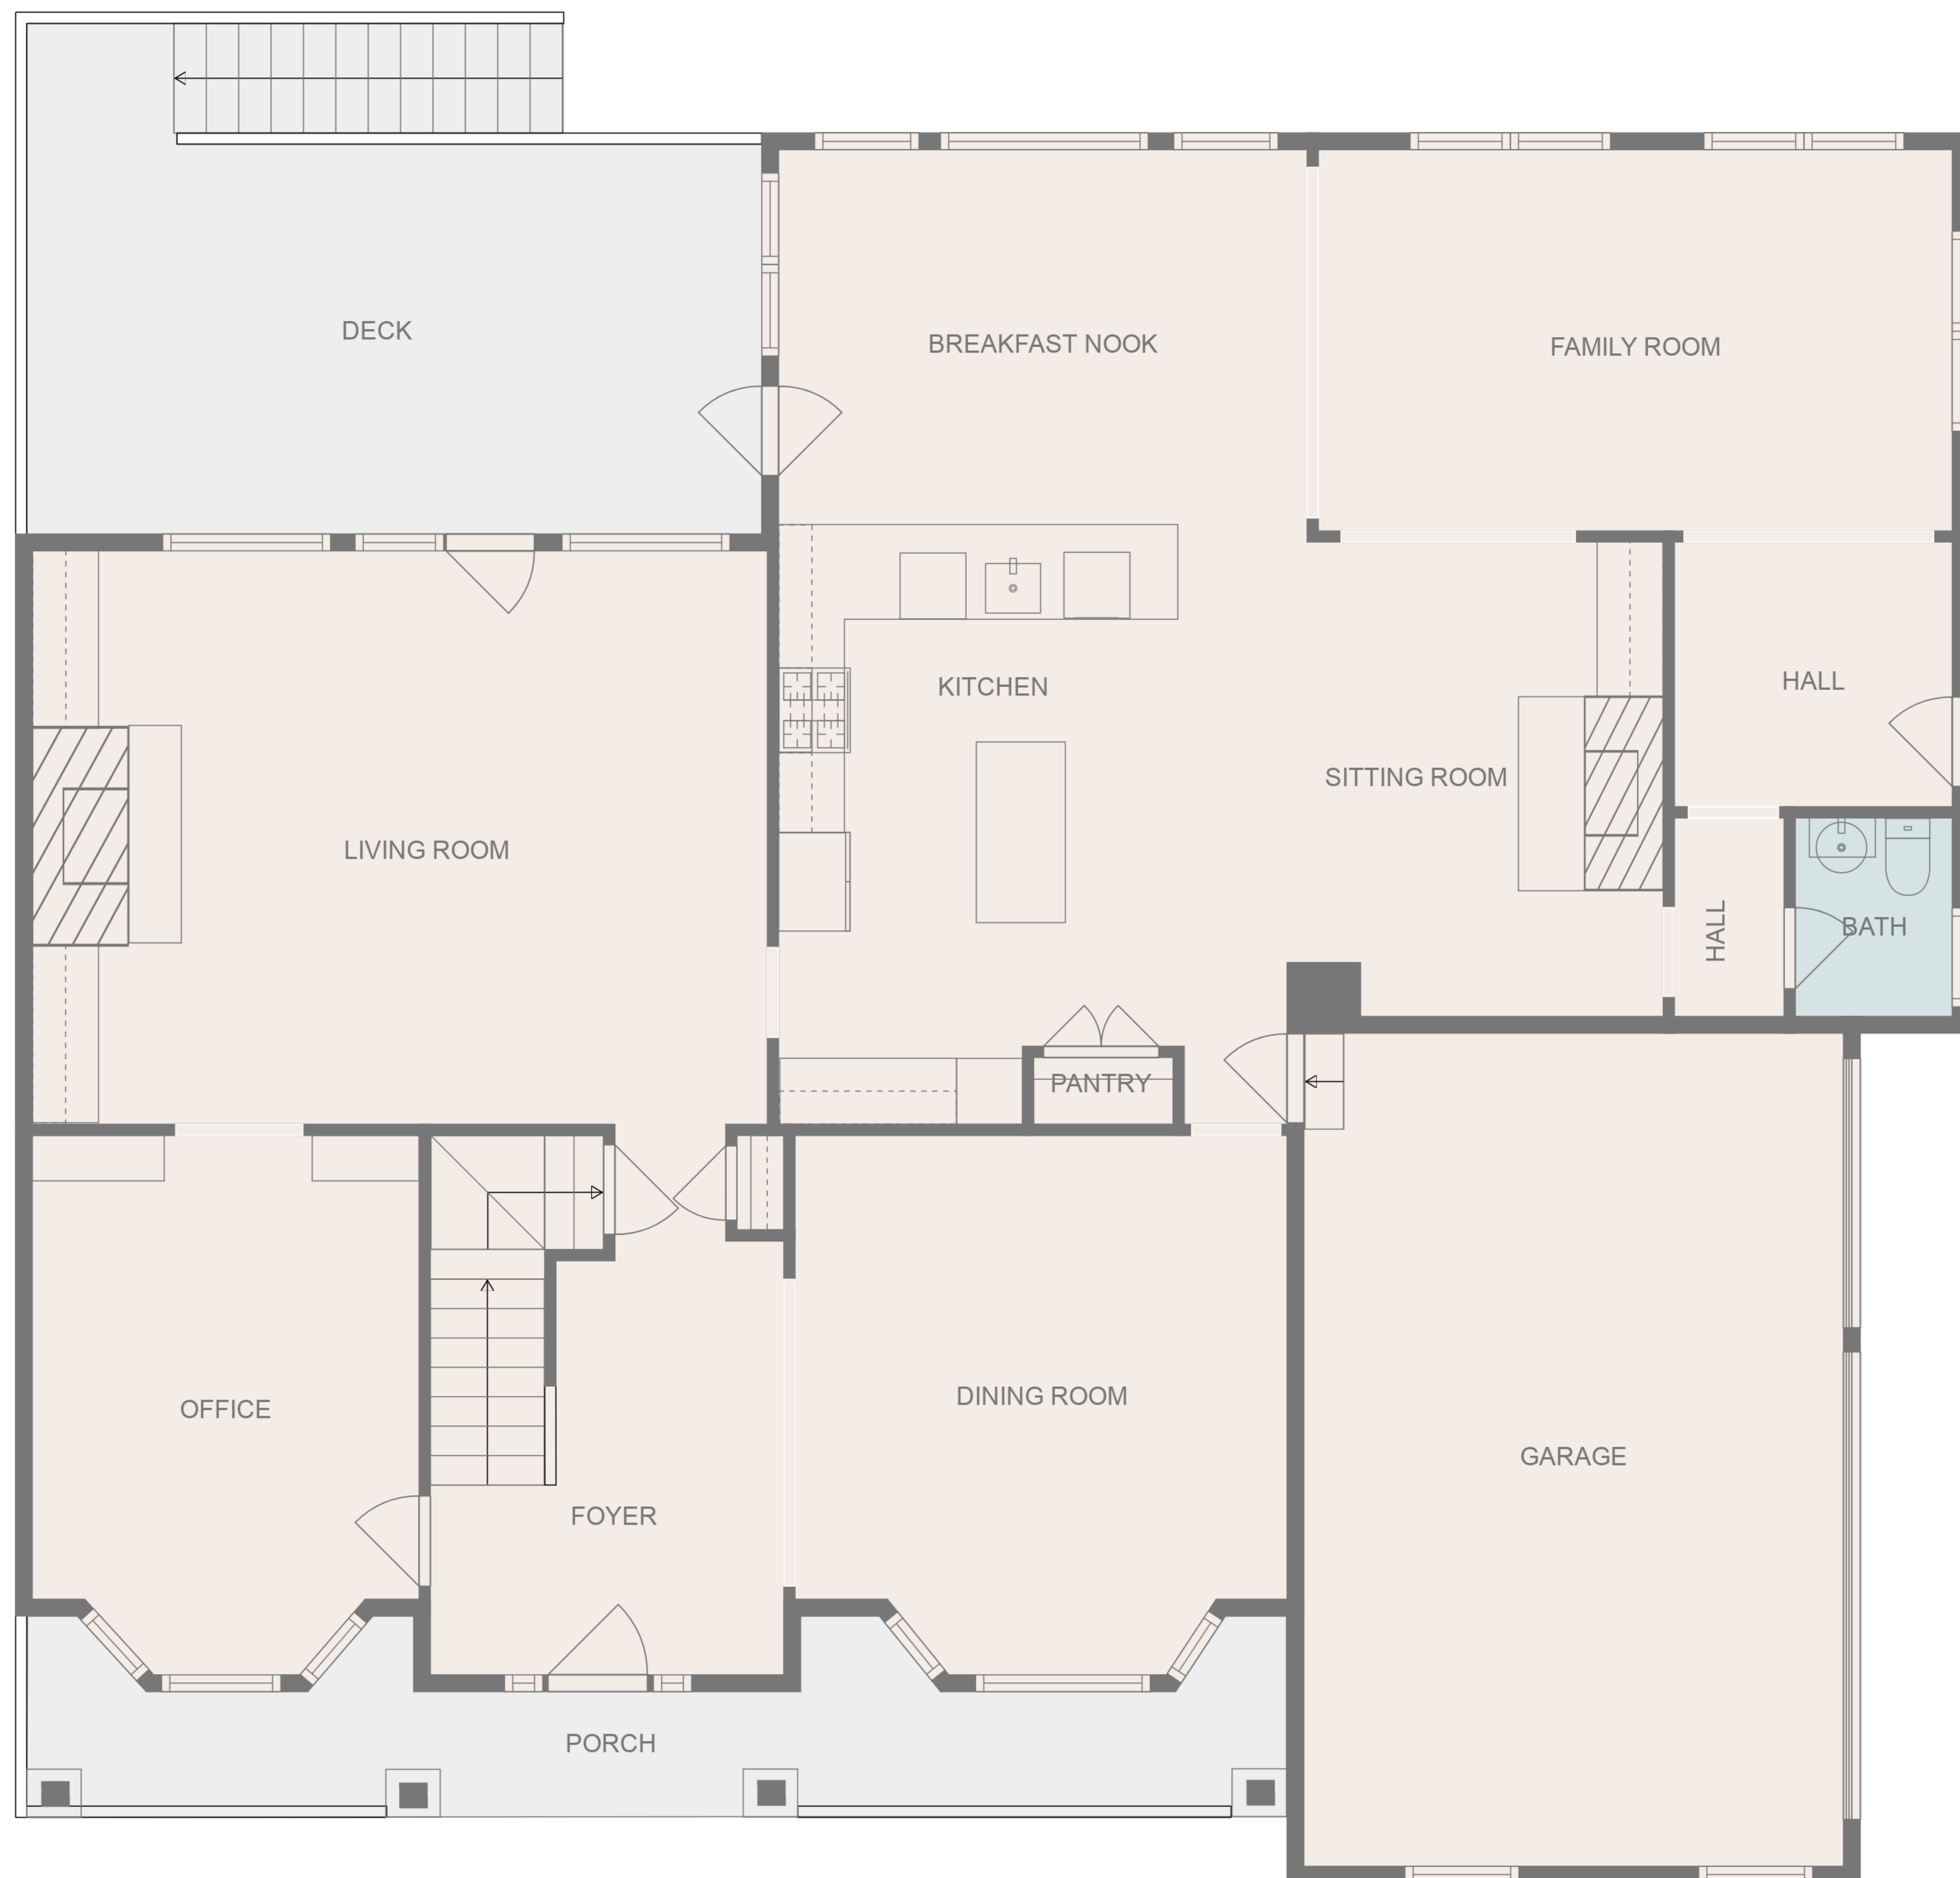 DECK
BREAKFAST NOOK
FAMILY ROOM
KITCHEN
HALL
SITTING ROOM
LIVING ROOM
HALL
BATH
PANTRY
DINING ROOM
OFFICE
GARAGE
FOYER
PORCH